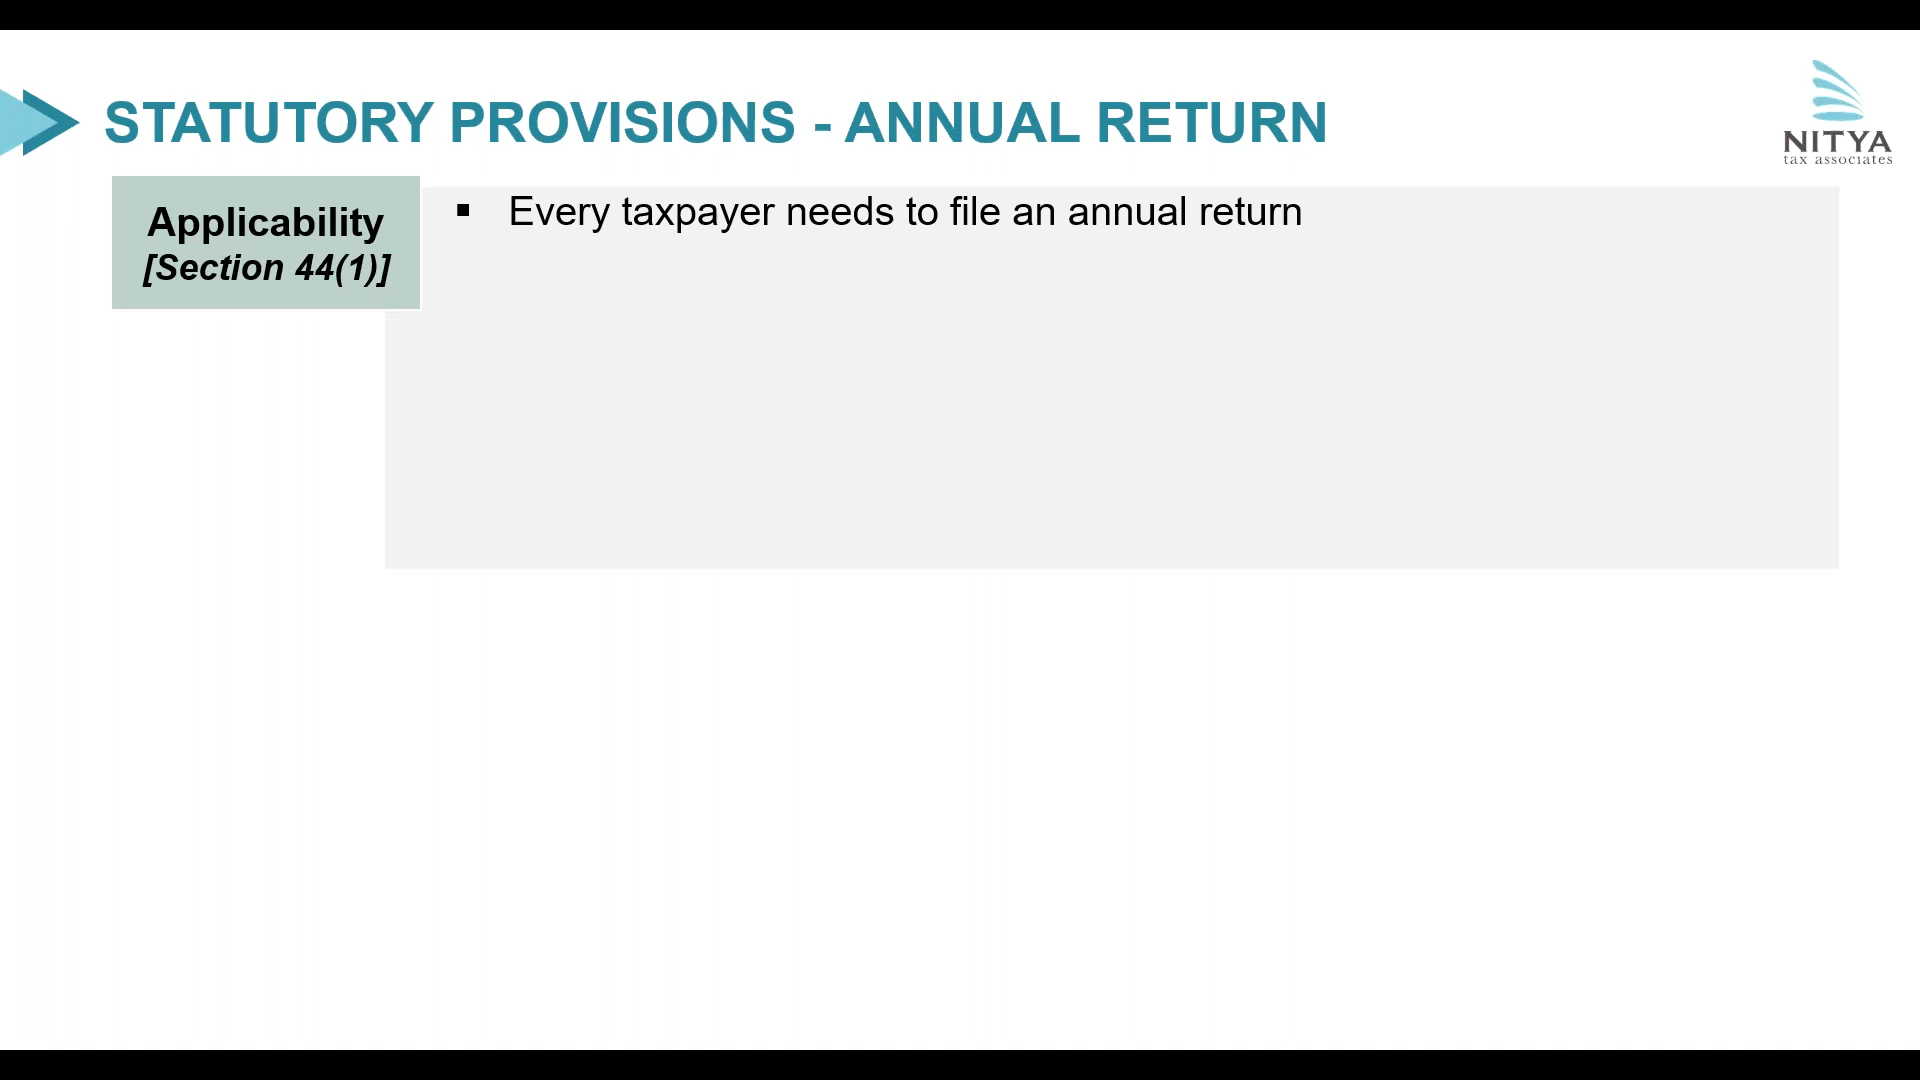 STATUTORY PROVISIONS - ANNUAL RETURN
NITYA
tax associates
Applicability
[Section 44(1)]
▪ Every taxpayer needs to file an annual return